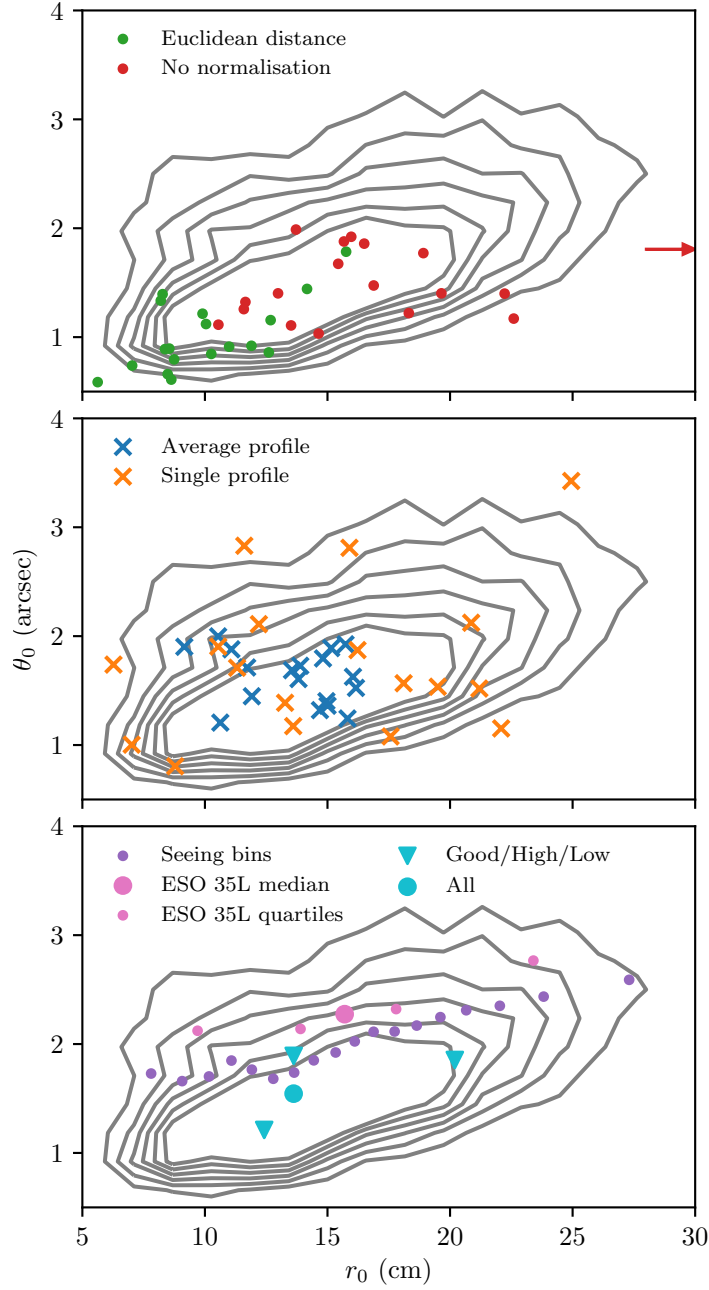 Euclidean distance
No normalisation
4
3
2
1
Average profile
Single profile
4
3
2
1
θ0 (arcsec)
Seeing bins
ESO 35L median
ESO 35L quartiles
Good/High/Low
All
4
3
2
1
5 10 15 20 25 30
r0 (cm)